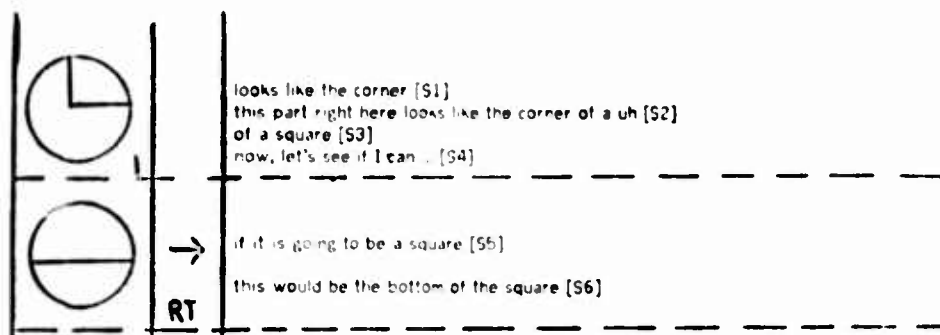 looks like the corner [S1]
this part right here looks like the corner of a uh [S2]
of a square [S3]
now, let's see if I can . [S4]
if it is going to be a square [S5]
this would be the bottom of the square [S6]
RT